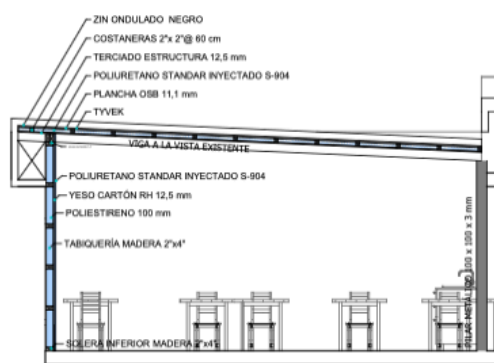 ZIN ONDULADO NEGRO
COSTANERAS 2"x 2"@ 60 cm
TERCIADO ESTRUCTURA 12,5 mm
POLIURETANO STANDAR INYECTADO S-904
PLANCHA OSB 11,1 mm
TYVEK
VIGA A LA VISTA EXISTENTE
POLIURETANO STANDAR INYECTADO S-904
YESO CARTÓN RH 12,5 mm
POLIESTIRENO 100 mm
TABIQUERÍA MADERA 2"x4"
PILAR METÁLICO 100 x 100 x 3 mm
SOLERA INFERIOR MADERA 2"x4"